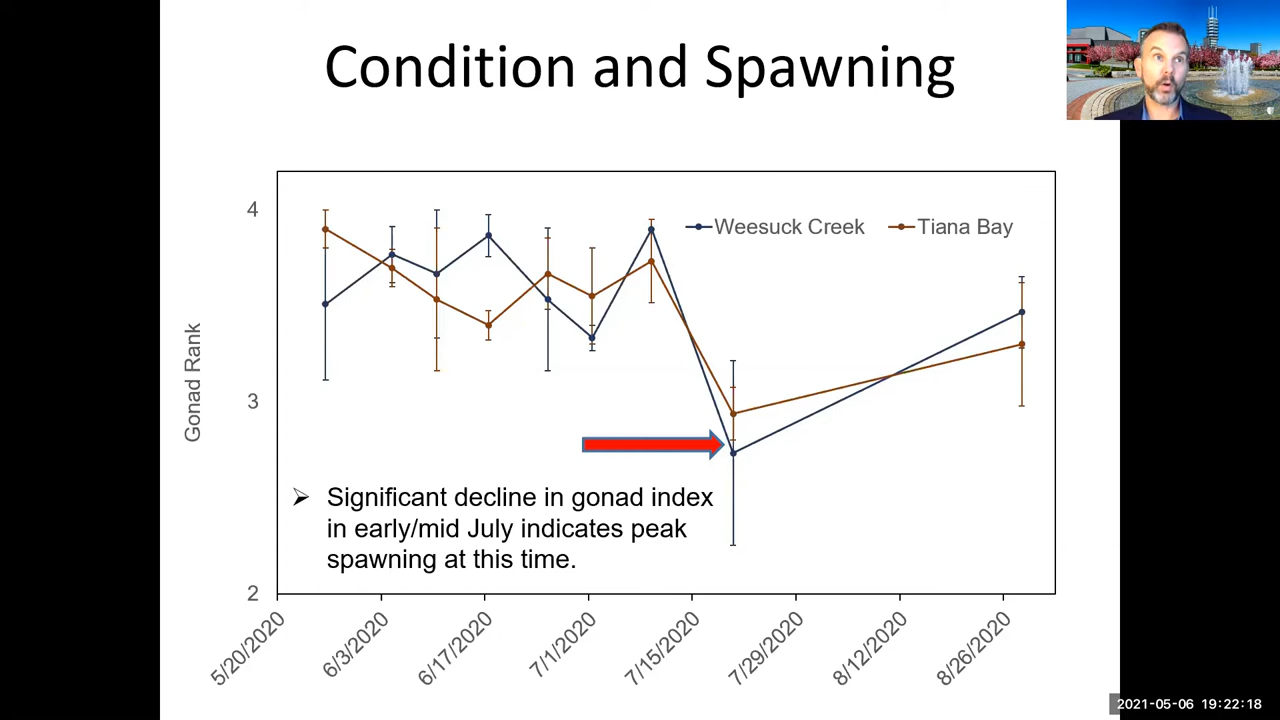 Condition and Spawning
Weesuck Creek
Tiana Bay
4
3
2
Gonad Rank
➢ Significant decline in gonad index
in early/mid July indicates peak
spawning at this time.
5/20/2020
6/3/2020
6/17/2020
7/1/2020
7/15/2020
7/29/2020
8/12/2020
8/26/2020
2021-05-06 19:22:18